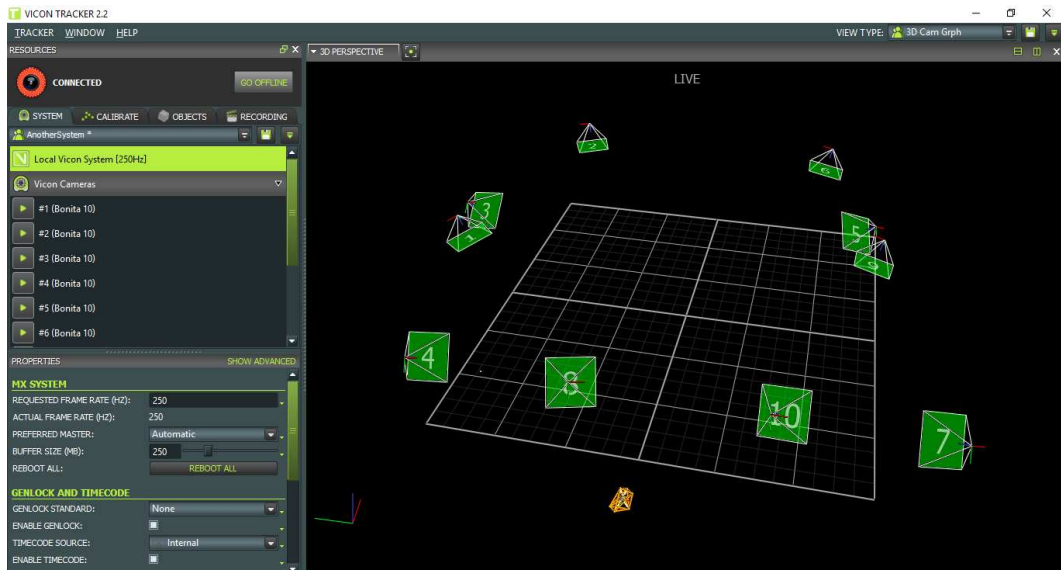 VICON TRACKER 2.2
TRACKER WINDOW HELP
VIEW TYPE: 3D Cam Grph
RESOURCES
3D PERSPECTIVE
CONNECTED
GO OFFLINE
LIVE
SYSTEM CALIBRATE OBJECTS RECORDING
AnotherSystem *
Local Vicon System [250Hz]
Vicon Cameras
#1 (Bonita 10)
#2 (Bonita 10)
#3 (Bonita 10)
#4 (Bonita 10)
#5 (Bonita 10)
#6 (Bonita 10)
PROPERTIES SHOW ADVANCED
MX SYSTEM
REQUESTED FRAME RATE (HZ): 250
ACTUAL FRAME RATE (HZ): 250
PREFERRED MASTER: Automatic
BUFFER SIZE (MB): 250
REBOOT ALL: REBOOT ALL
GENLOCK AND TIMECODE
GENLOCK STANDARD: None
ENABLE GENLOCK:
TIMECODE SOURCE: Internal
ENABLE TIMECODE:
2
6
3
1
5
9
4
8
10
7